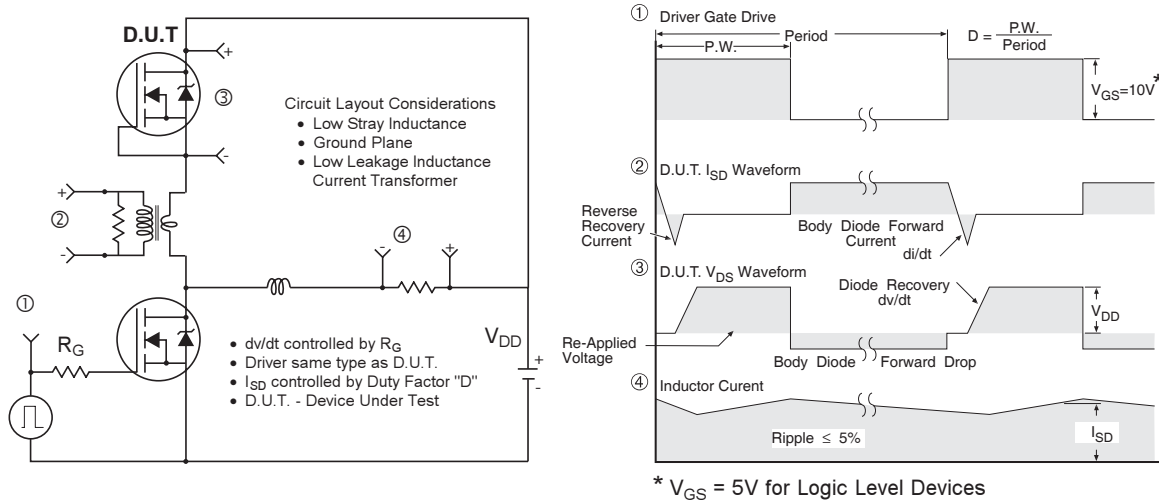 D.U.T
+
③
-
Circuit Layout Considerations
• Low Stray Inductance
• Ground Plane
• Low Leakage Inductance
Current Transformer
+
②
-
④
- +
①
R_G
V_DD
+
-
• dv/dt controlled by R_G
• Driver same type as D.U.T.
• I_SD controlled by Duty Factor "D"
• D.U.T. - Device Under Test
① Driver Gate Drive
P.W.
Period
D = P.W. / Period
V_GS=10V*
② D.U.T. I_SD Waveform
Reverse
Recovery
Current
Body Diode Forward
Current
di/dt
③ D.U.T. V_DS Waveform
Diode Recovery
dv/dt
V_DD
Re-Applied
Voltage
Body Diode Forward Drop
④ Inductor Curent
Ripple ≤ 5%
I_SD
* V_GS = 5V for Logic Level Devices